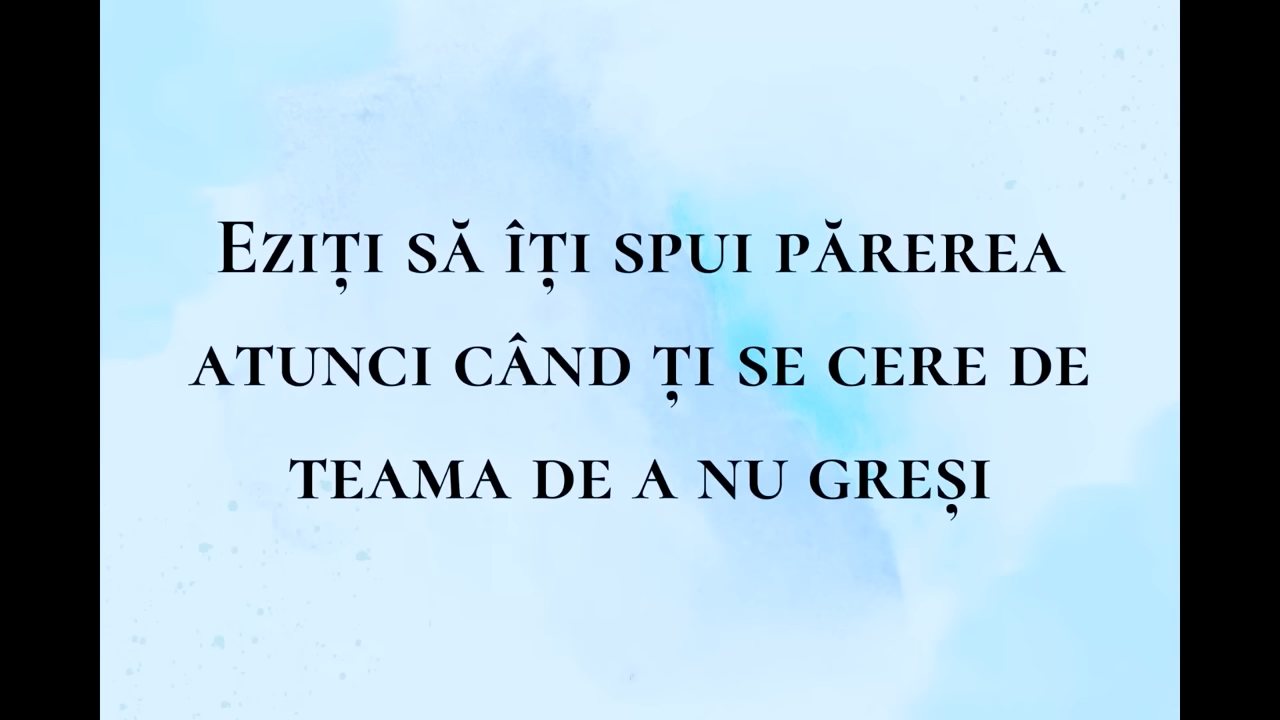 Eziți să îți spui părerea
atunci când ți se cere de
teama de a nu greși